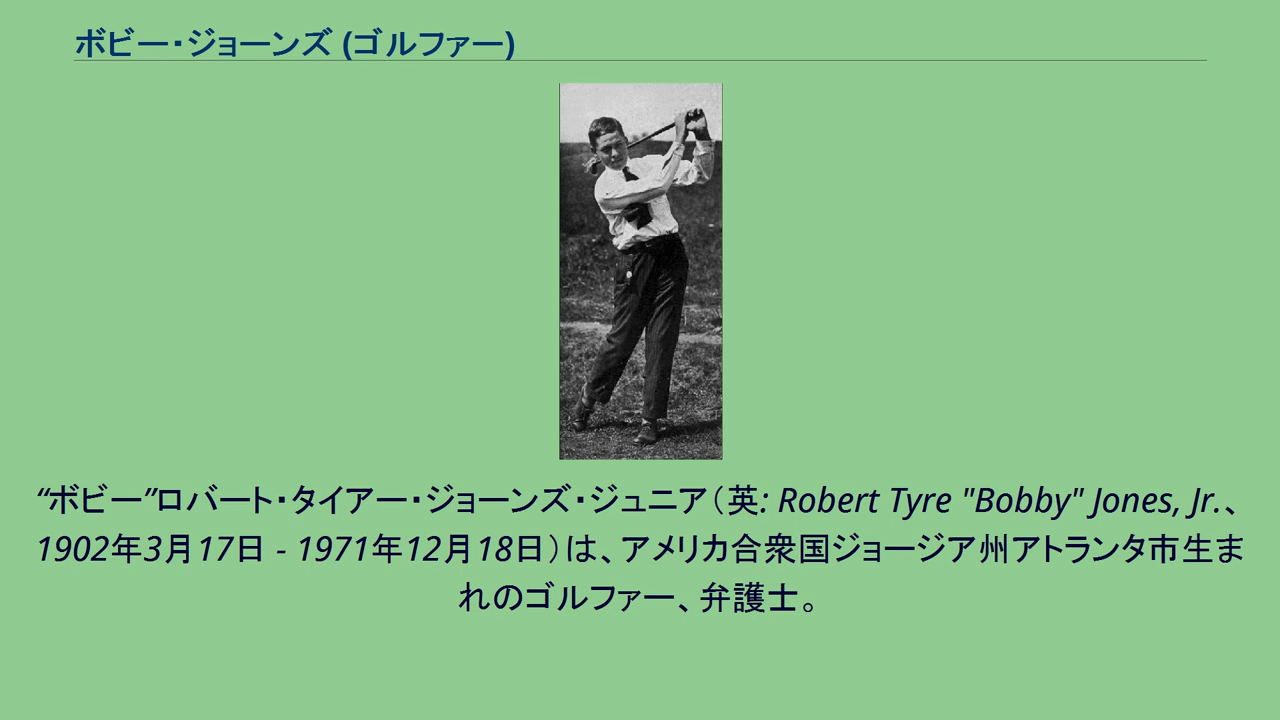 ボビー・ジョーンズ (ゴルファー)
“ボビー”ロバート・タイアー・ジョーンズ・ジュニア（英: Robert Tyre "Bobby" Jones, Jr.、
1902年3月17日 - 1971年12月18日）は、アメリカ合衆国ジョージア州アトランタ市生ま
れのゴルファー、弁護士。